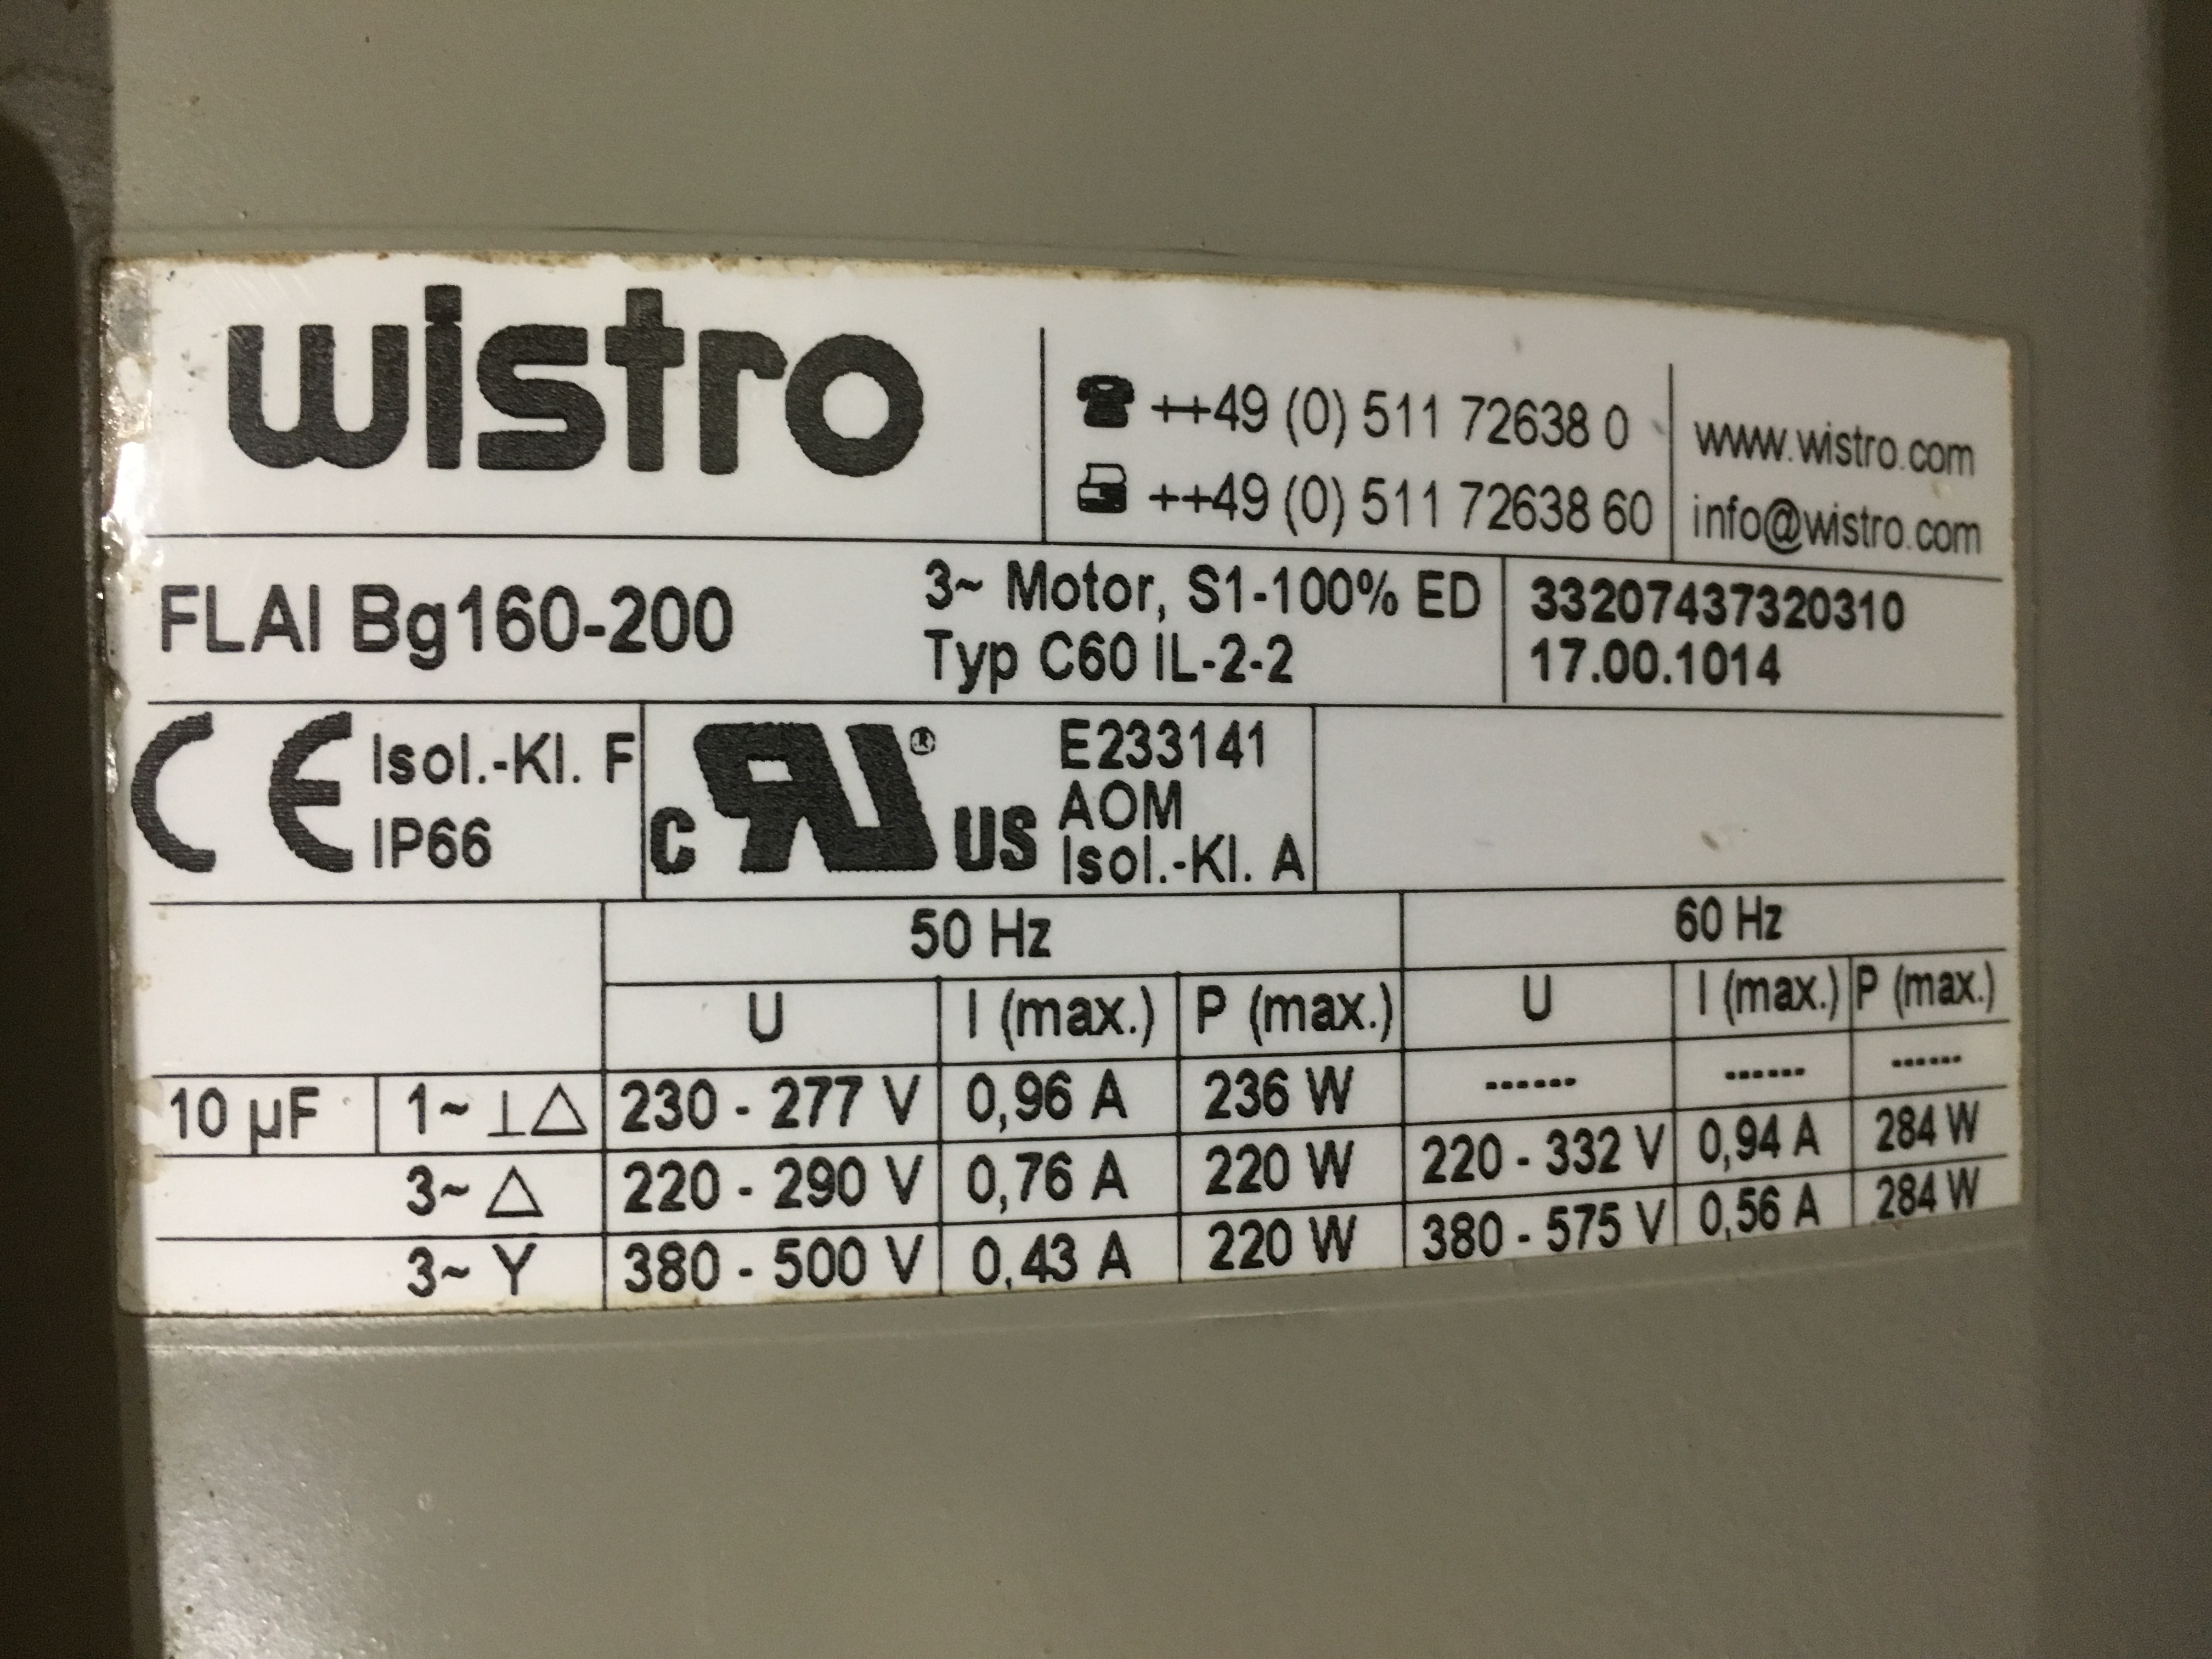 wistro
☎ ++49 (0) 511 72638 0
++49 (0) 511 72638 60
www.wistro.com
info@wistro.com
FLAI Bg160-200
3~ Motor, S1-100% ED
Typ C60 IL-2-2
33207437320310
17.00.1014
CE Isol.-Kl. F
IP66
c RU® US
E233141
AOM
Isol.-Kl. A
50 Hz 60 Hz
U I (max.) P (max.) U I (max.) P (max.)
10 µF 1~ ⊥△ 230 - 277 V 0,96 A 236 W ------ ------ ------
3~ △ 220 - 290 V 0,76 A 220 W 220 - 332 V 0,94 A 284 W
3~ Y 380 - 500 V 0,43 A 220 W 380 - 575 V 0,56 A 284 W